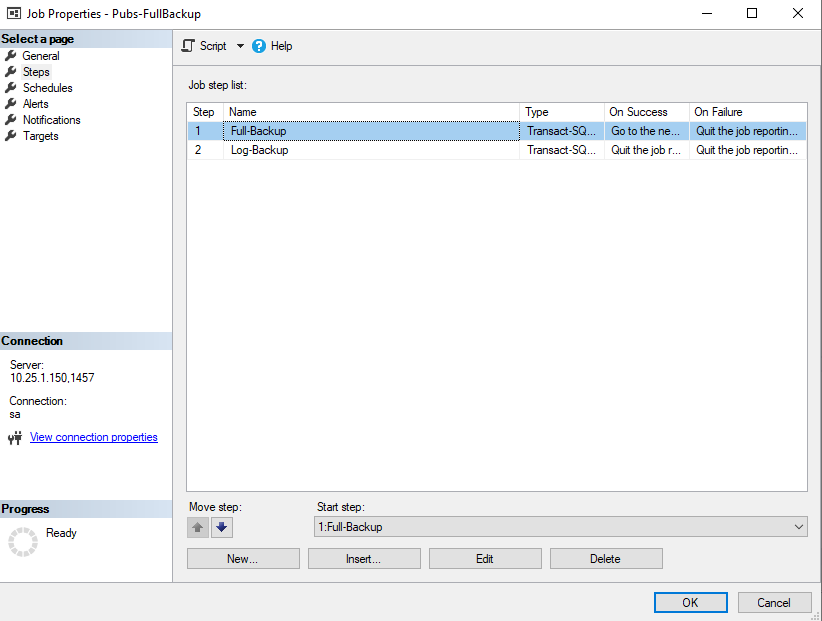 Job Properties - Pubs-FullBackup
Select a page
General
Steps
Schedules
Alerts
Notifications
Targets
Script
Help
Job step list:
Step Name Type On Success On Failure
1 Full-Backup Transact-SQ... Go to the ne... Quit the job reportin...
2 Log-Backup Transact-SQ... Quit the job r... Quit the job reportin...
Connection
Server:
10.25.1.150,1457
Connection:
sa
View connection properties
Progress
Ready
Move step:
Start step:
1:Full-Backup
New... Insert... Edit Delete
OK Cancel